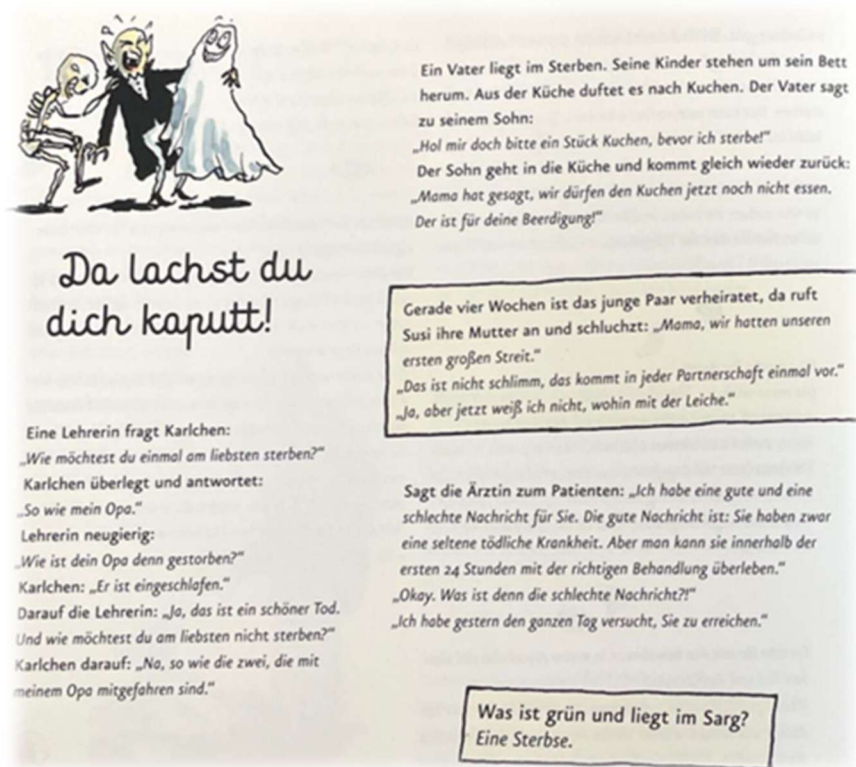 Da lachst du
dich kaputt!
Eine Lehrerin fragt Karlchen:
„Wie möchtest du einmal am liebsten sterben?“
Karlchen überlegt und antwortet:
„So wie mein Opa.“
Lehrerin neugierig:
„Wie ist dein Opa denn gestorben?“
Karlchen: „Er ist eingeschlafen.“
Darauf die Lehrerin: „Ja, das ist ein schöner Tod.
Und wie möchtest du am liebsten nicht sterben?“
Karlchen darauf: „Na, so wie die zwei, die mit
meinem Opa mitgefahren sind.“
Ein Vater liegt im Sterben. Seine Kinder stehen um sein Bett
herum. Aus der Küche duftet es nach Kuchen. Der Vater sagt
zu seinem Sohn:
„Hol mir doch bitte ein Stück Kuchen, bevor ich sterbe!“
Der Sohn geht in die Küche und kommt gleich wieder zurück:
„Mama hat gesagt, wir dürfen den Kuchen jetzt noch nicht essen.
Der ist für deine Beerdigung!“
Gerade vier Wochen ist das junge Paar verheiratet, da ruft
Susi ihre Mutter an und schluchzt: „Mama, wir hatten unseren
ersten großen Streit.“
„Das ist nicht schlimm, das kommt in jeder Partnerschaft einmal vor.“
„Ja, aber jetzt weiß ich nicht, wohin mit der Leiche.“
Sagt die Ärztin zum Patienten: „Ich habe eine gute und eine
schlechte Nachricht für Sie. Die gute Nachricht ist: Sie haben zwar
eine seltene tödliche Krankheit. Aber man kann sie innerhalb der
ersten 24 Stunden mit der richtigen Behandlung überleben.“
„Okay. Was ist denn die schlechte Nachricht?!“
„Ich habe gestern den ganzen Tag versucht, Sie zu erreichen.“
Was ist grün und liegt im Sarg?
Eine Sterbse.